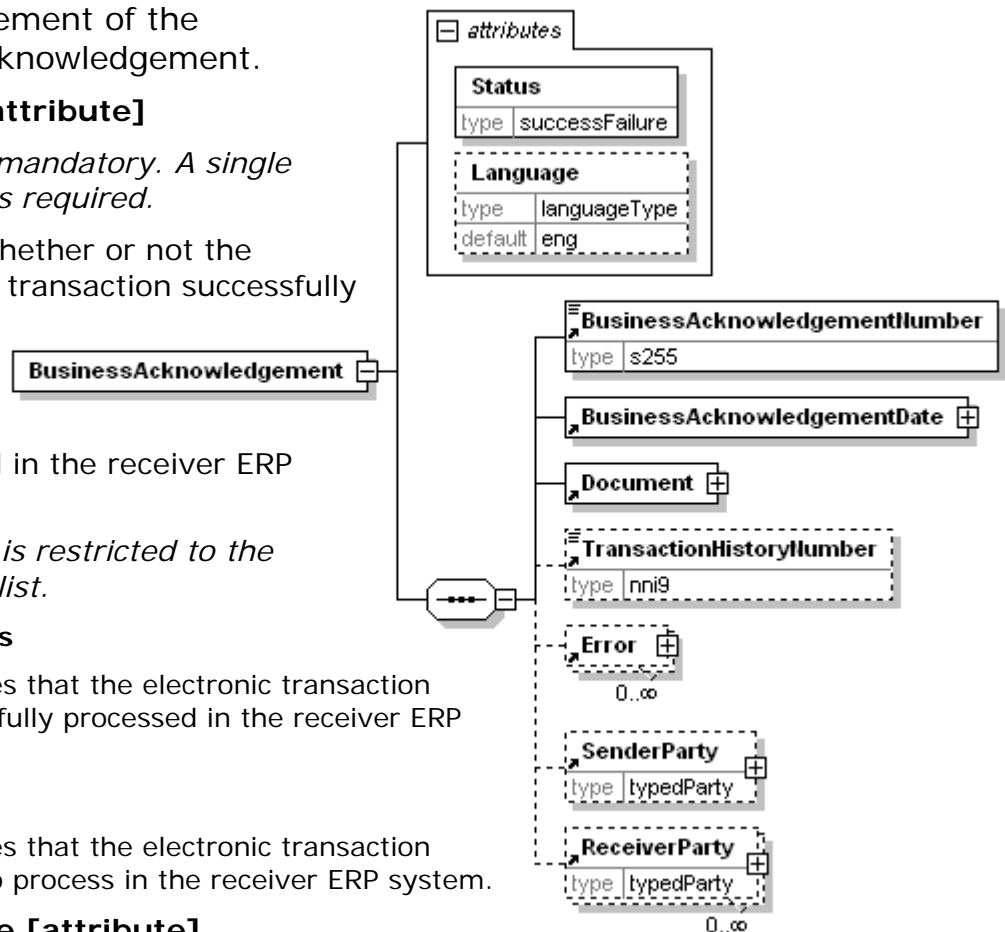 ement of the
knowledgement.
attribute]
mandatory. A single
s required.
hether or not the
transaction successfully
in the receiver ERP
is restricted to the
list.
s
es that the electronic transaction
fully processed in the receiver ERP
es that the electronic transaction
o process in the receiver ERP system.
e [attribute]
attributes
Status
type successFailure
Language
type languageType
default eng
BusinessAcknowledgement
BusinessAcknowledgementNumber
type s255
BusinessAcknowledgementDate
Document
TransactionHistoryNumber
type nni9
Error
0..∞
SenderParty
type typedParty
ReceiverParty
type typedParty
0..∞